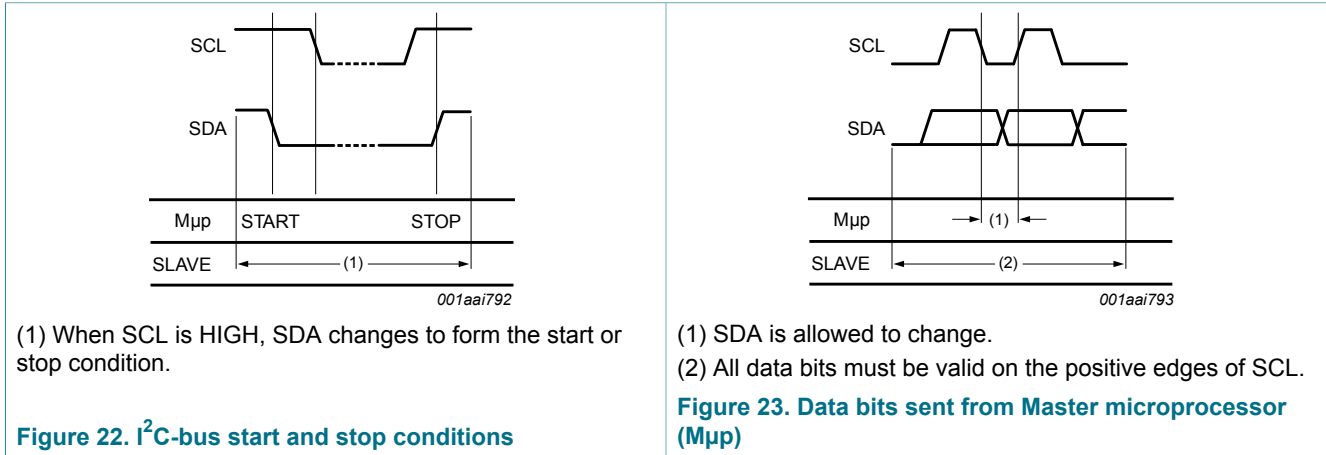 SCL
SDA
Mµp START STOP
SLAVE (1)
001aai792
(1) When SCL is HIGH, SDA changes to form the start or
stop condition.
Figure 22. I²C-bus start and stop conditions
SCL
SDA
Mµp (1)
SLAVE (2)
001aai793
(1) SDA is allowed to change.
(2) All data bits must be valid on the positive edges of SCL.
Figure 23. Data bits sent from Master microprocessor
(Mµp)